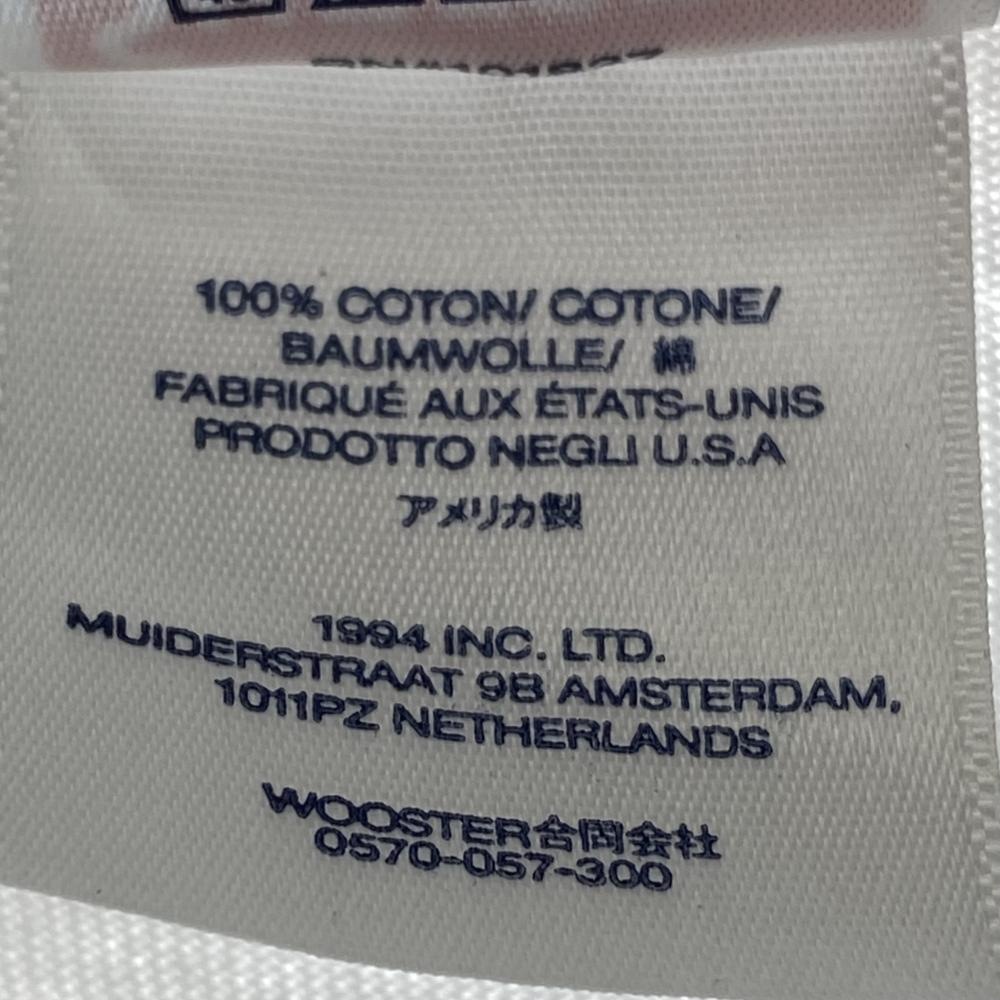 100% COTON/ COTONE/
BAUMWOLLE/ 綿
FABRIQUÉ AUX ÉTATS-UNIS
PRODOTTO NEGLI U.S.A
アメリカ製
1994 INC. LTD.
MUIDERSTRAAT 9B AMSTERDAM,
1011PZ NETHERLANDS
WOOSTER合同会社
0570-057-300